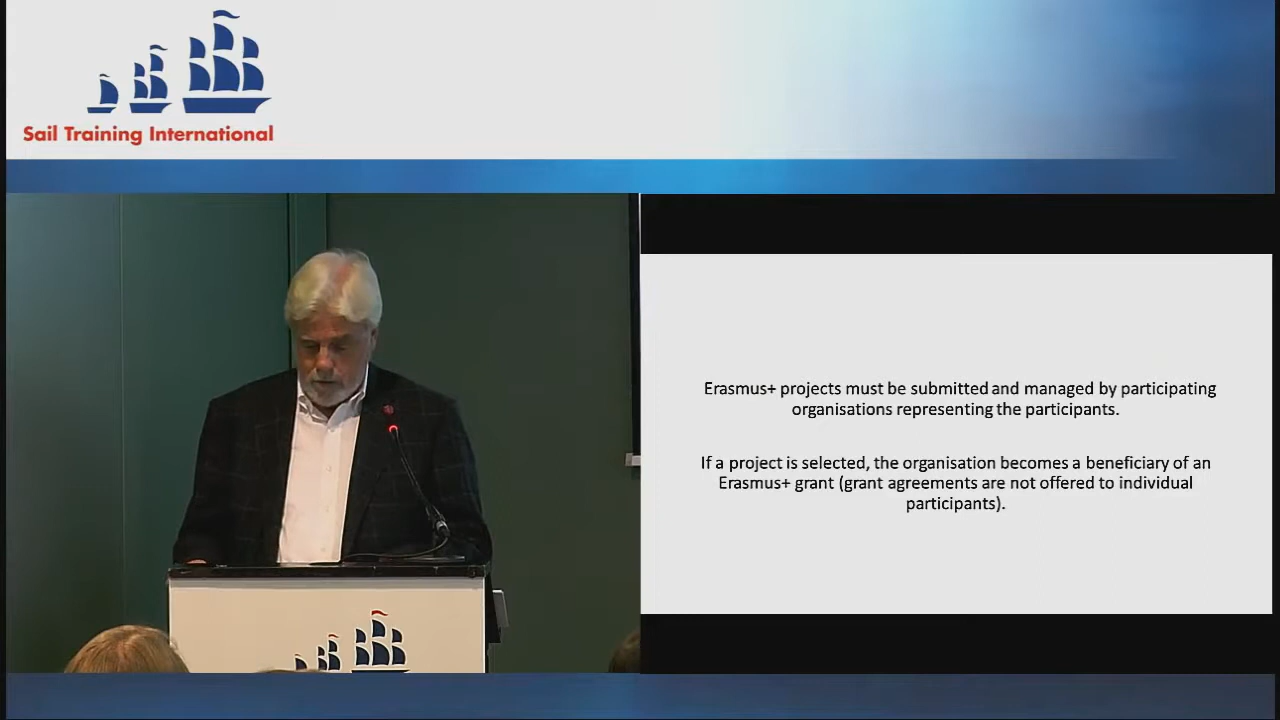 Sail Training International
Erasmus+ projects must be submitted and managed by participating
organisations representing the participants.
If a project is selected, the organisation becomes a beneficiary of an
Erasmus+ grant (grant agreements are not offered to individual
participants).